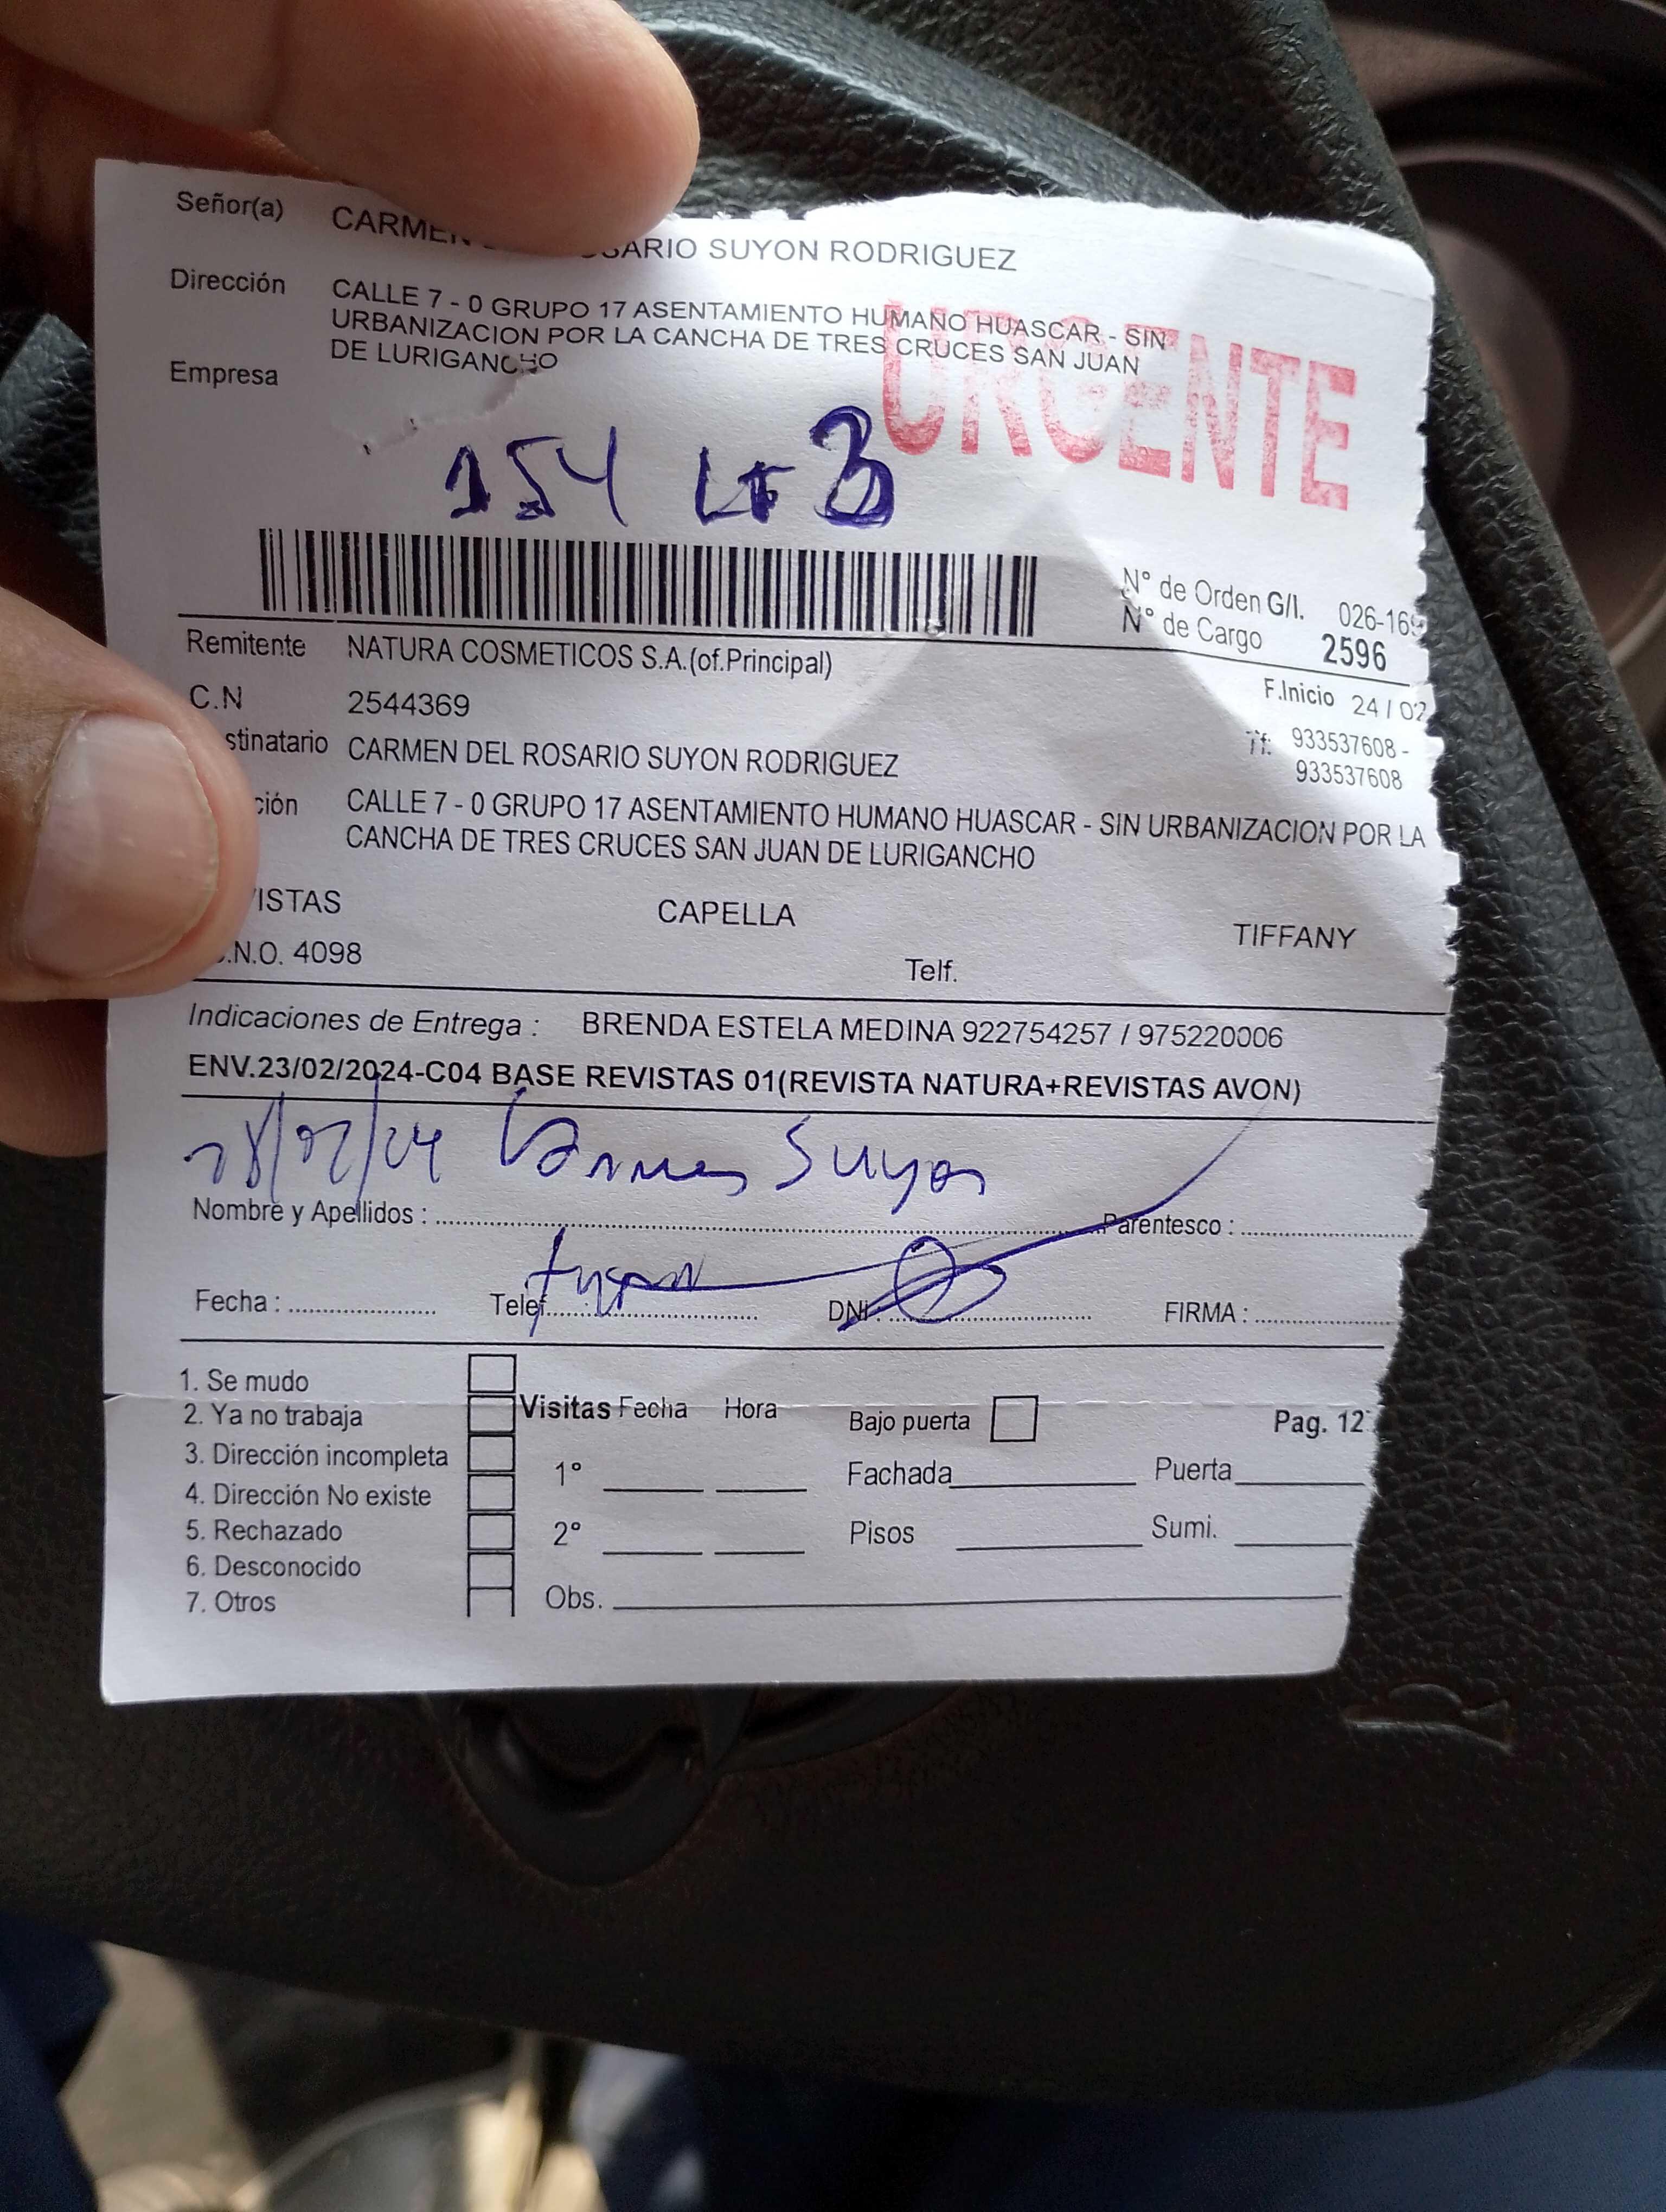 Señor(a) CARMEN SARIO SUYON RODRIGUEZ
Dirección CALLE 7 - 0 GRUPO 17 ASENTAMIENTO HUMANO HUASCAR - SIN
URBANIZACION POR LA CANCHA DE TRES CRUCES SAN JUAN
DE LURIGANCHO
Empresa
URGENTE
154 Lt 3
N° de Orden G/I. 026-169
N° de Cargo 2596
Remitente NATURA COSMETICOS S.A.(of.Principal)
F.Inicio 24 / 02
C.N 2544369
Tf: 933537608 -
933537608
stinatario CARMEN DEL ROSARIO SUYON RODRIGUEZ
ción CALLE 7 - 0 GRUPO 17 ASENTAMIENTO HUMANO HUASCAR - SIN URBANIZACION POR LA
CANCHA DE TRES CRUCES SAN JUAN DE LURIGANCHO
ISTAS CAPELLA TIFFANY
.N.O. 4098 Telf.
Indicaciones de Entrega : BRENDA ESTELA MEDINA 922754257 / 975220006
ENV.23/02/2024-C04 BASE REVISTAS 01(REVISTA NATURA+REVISTAS AVON)
28/02/24 Carmen Suyon
Nombre y Apellidos : Parentesco :
Fecha : Telef. DNI : FIRMA :
1. Se mudo
2. Ya no trabaja
3. Dirección incompleta
4. Dirección No existe
5. Rechazado
6. Desconocido
7. Otros
Visitas Fecha Hora Bajo puerta Pag. 12
1° Fachada Puerta
2° Pisos Sumi.
Obs.